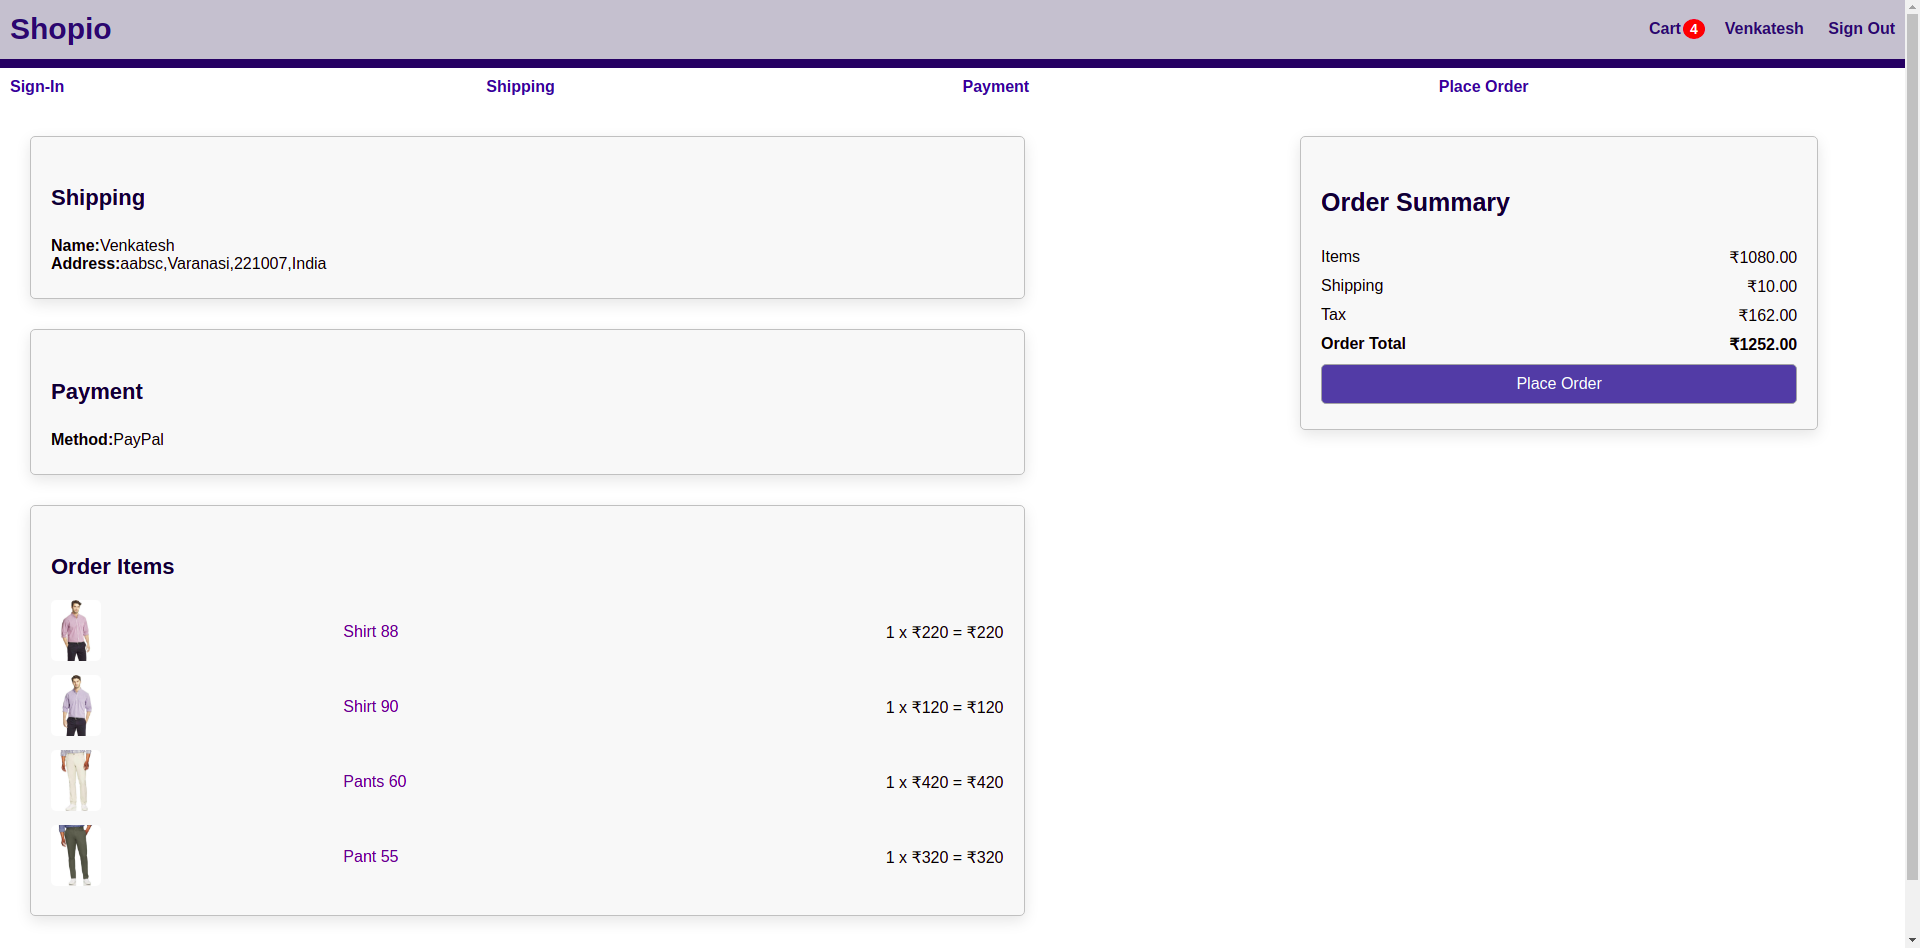 Shopio
Cart 4 Venkatesh Sign Out
Sign-In Shipping Payment Place Order
Shipping
Name:Venkatesh
Address:aabsc,Varanasi,221007,India
Payment
Method:PayPal
Order Items
Shirt 88 1 x ₹220 = ₹220
Shirt 90 1 x ₹120 = ₹120
Pants 60 1 x ₹420 = ₹420
Pant 55 1 x ₹320 = ₹320
Order Summary
Items ₹1080.00
Shipping ₹10.00
Tax ₹162.00
Order Total ₹1252.00
Place Order